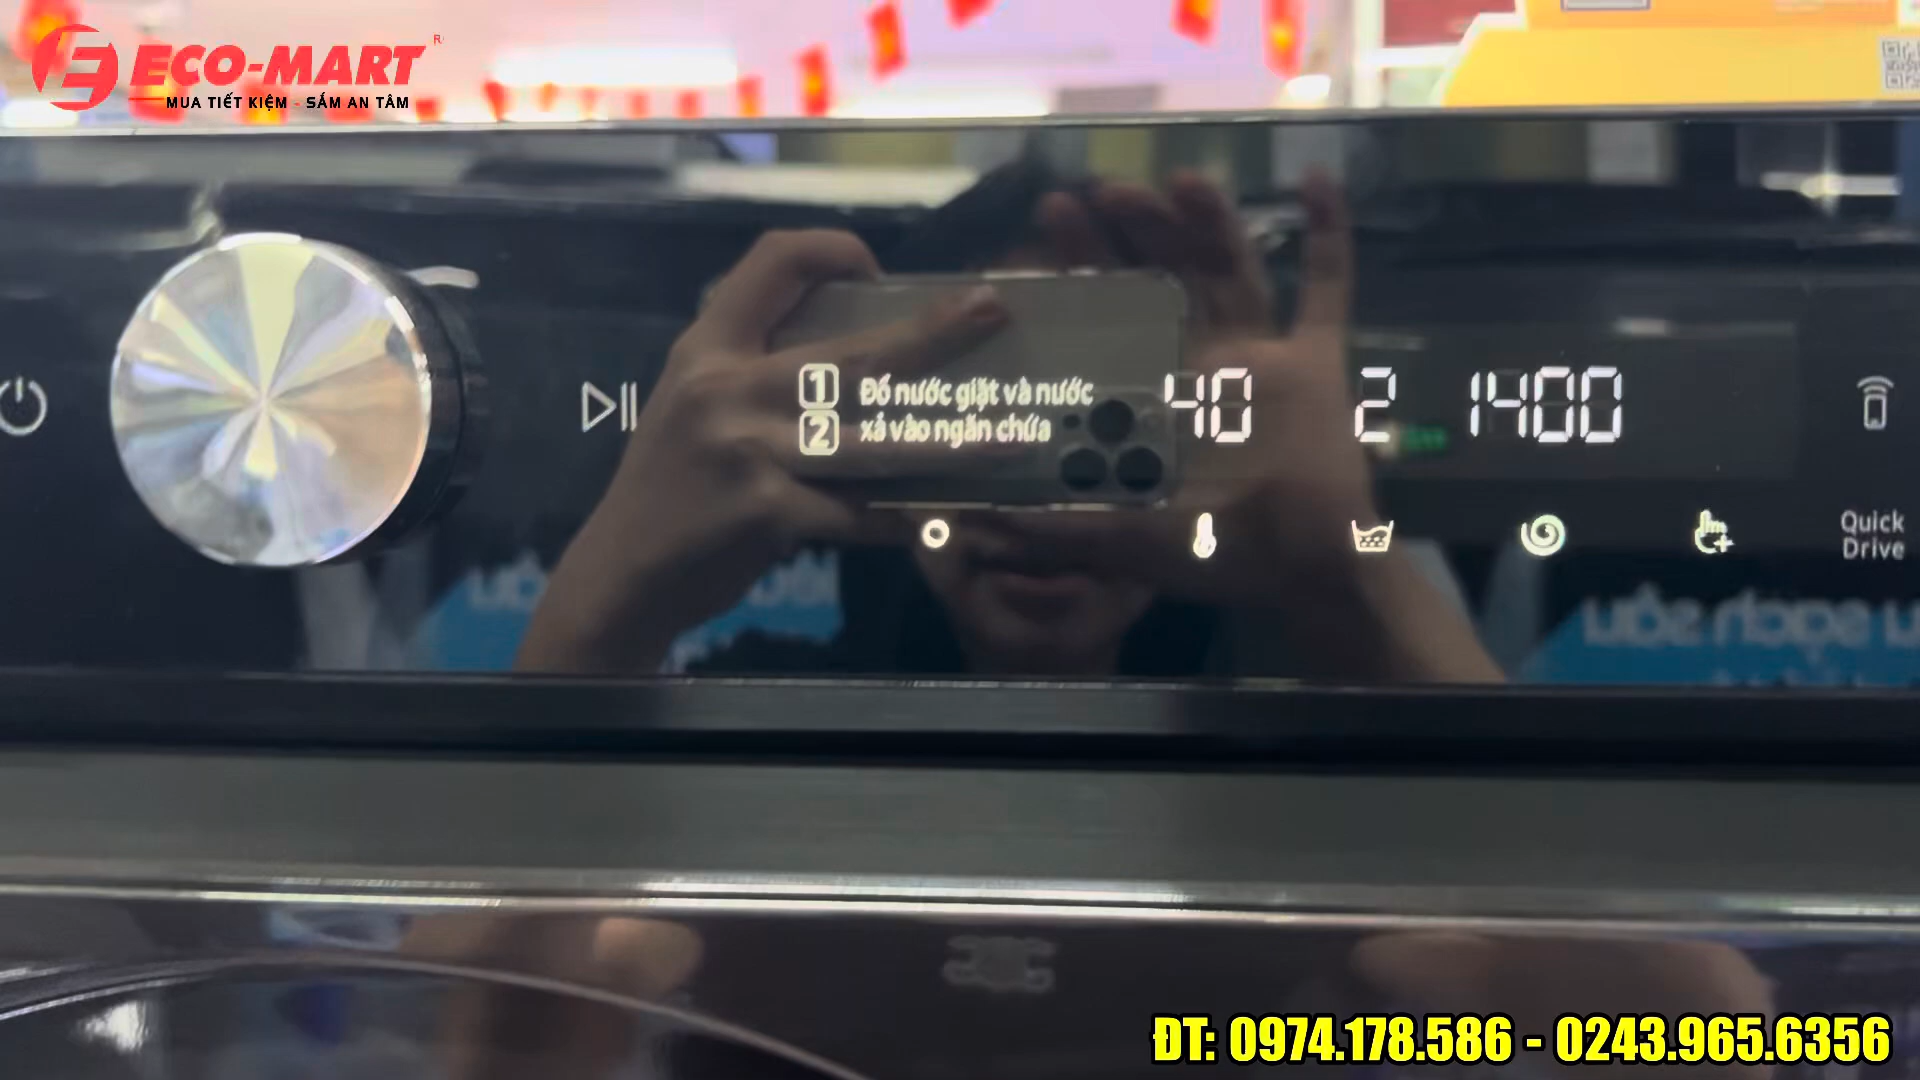 ECO-MART
R
MUA TIẾT KIỆM - SẮM AN TÂM
1 Đổ nước giặt và nước
2 xả vào ngăn chứa
40
2
1400
Quick
Drive
ĐT: 0974.178.586 - 0243.965.6356